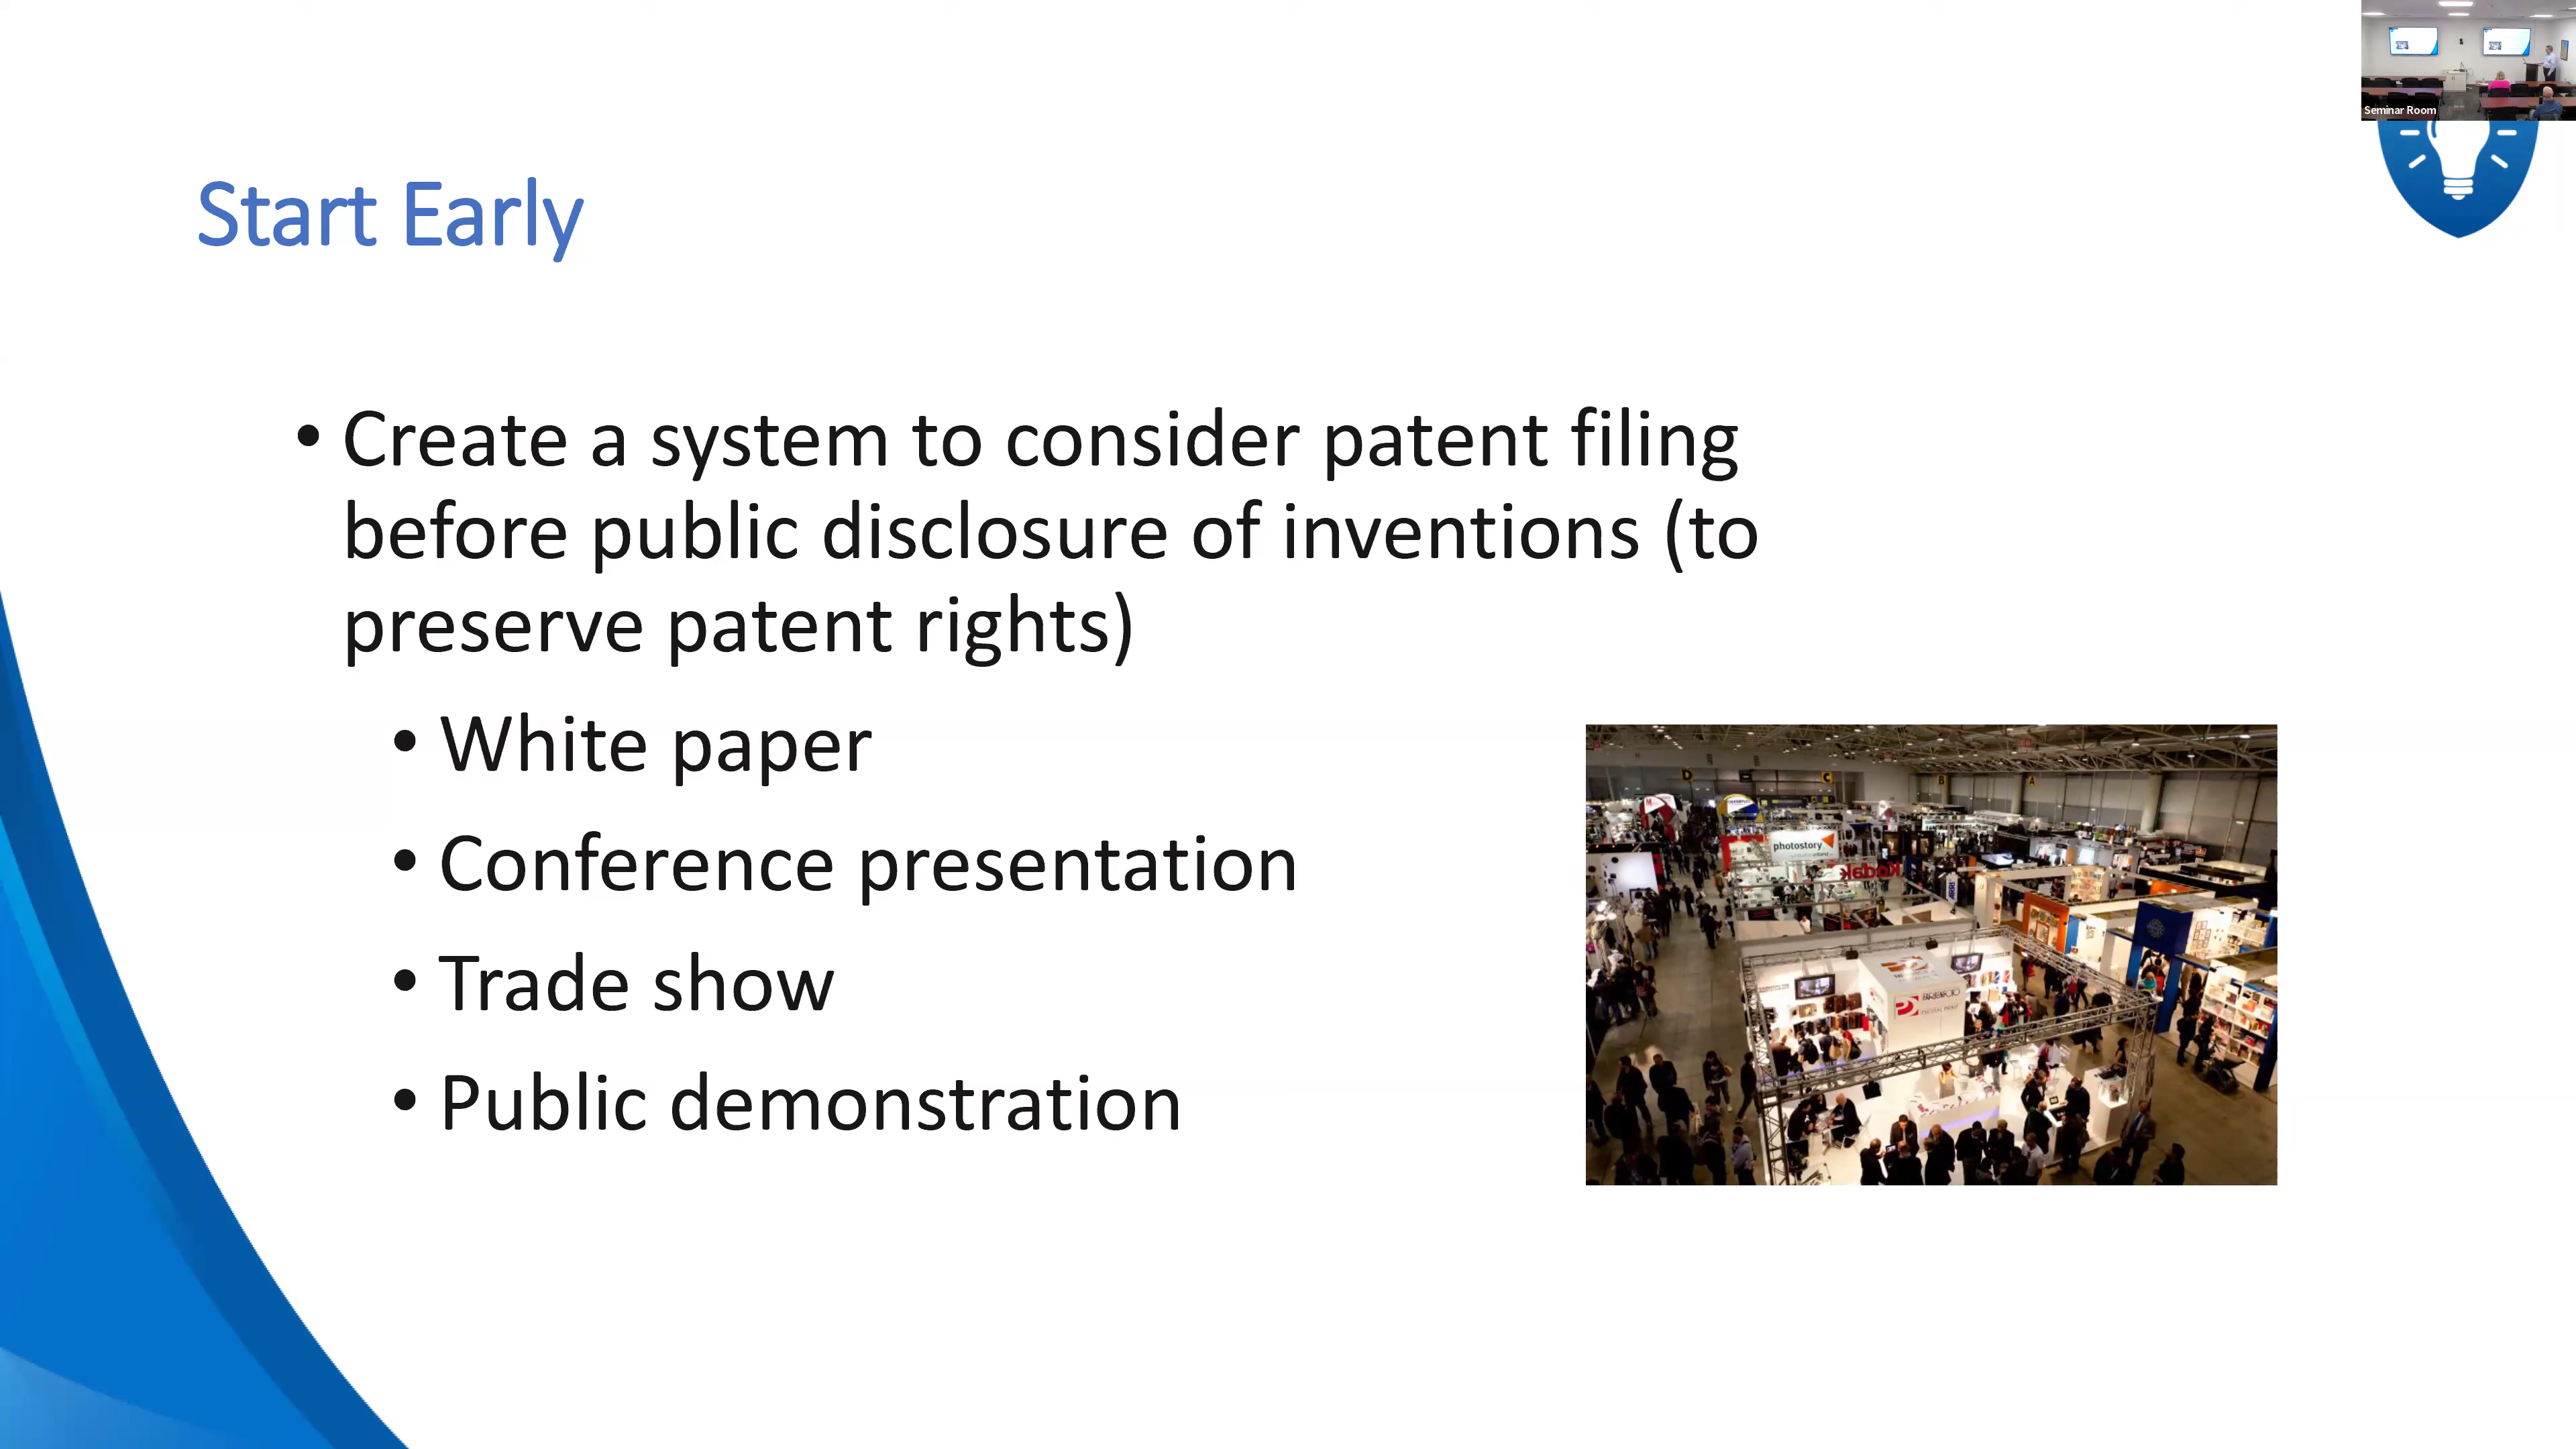 Seminar Room
Start Early
• Create a system to consider patent filing
before public disclosure of inventions (to
preserve patent rights)
• White paper
• Conference presentation
• Trade show
• Public demonstration
D
C
B
A
photostory
Kodak